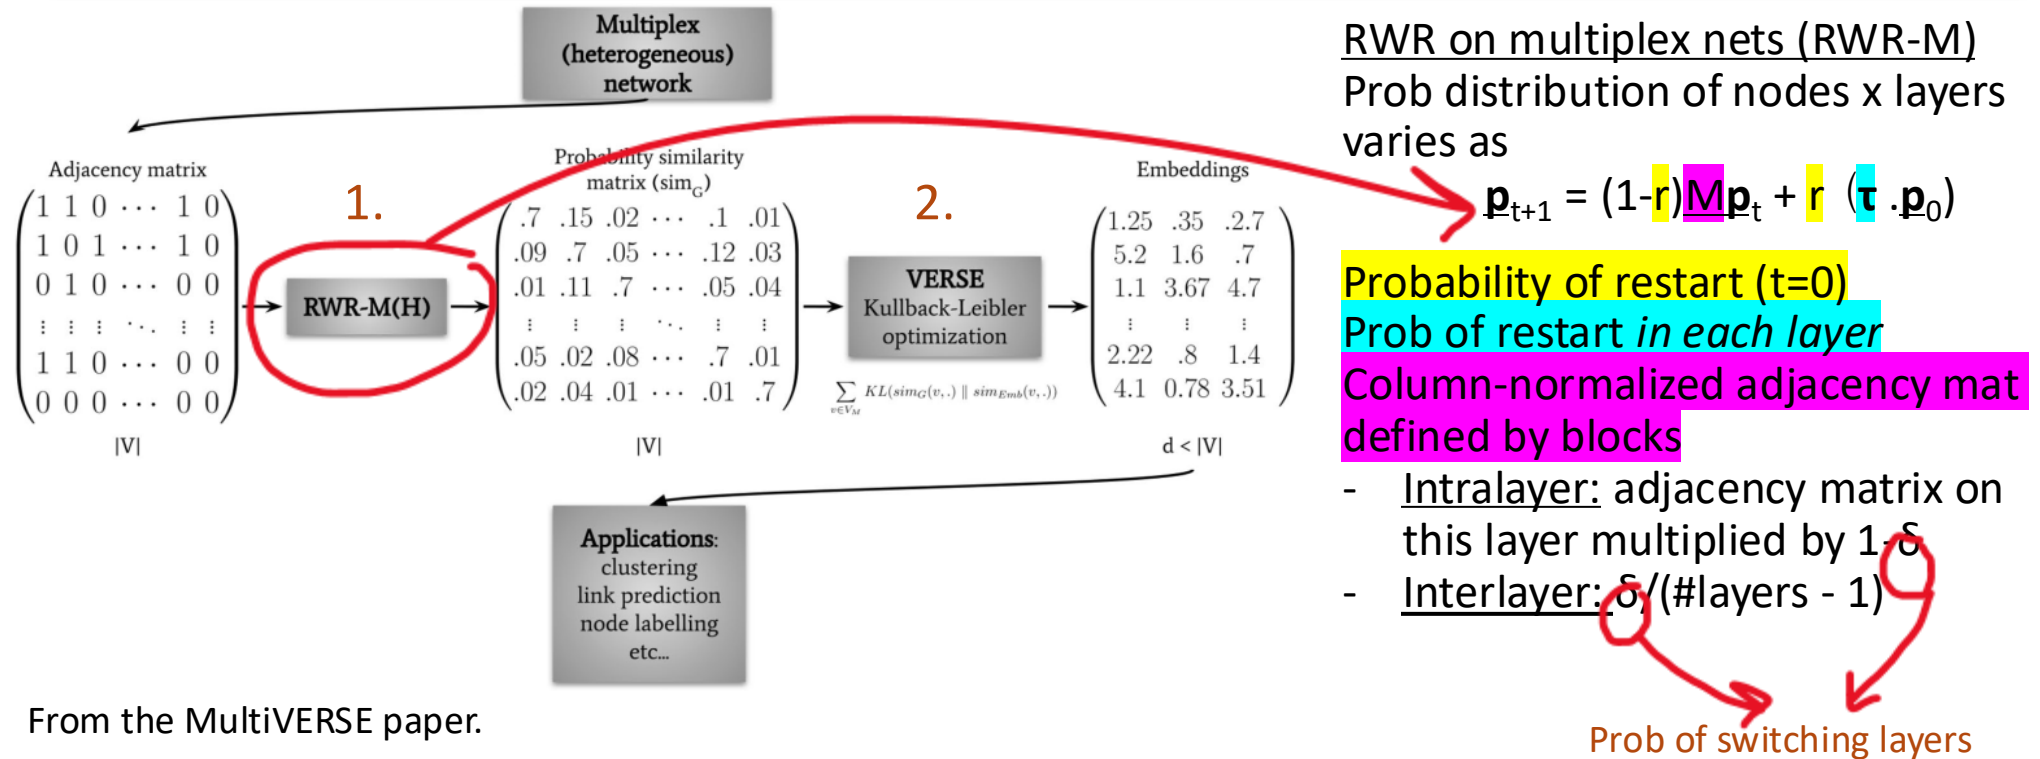 Multiplex
(heterogeneous)
network
Adjacency matrix
1 1 0 ⋯ 1 0
1 0 1 ⋯ 1 0
0 1 0 ⋯ 0 0
⋮ ⋮ ⋮ ⋱ ⋮ ⋮
1 1 0 ⋯ 0 0
0 0 0 ⋯ 0 0
|V|
1.
RWR-M(H)
Probability similarity
matrix (sim_G)
.7 .15 .02 ⋯ .1 .01
.09 .7 .05 ⋯ .12 .03
.01 .11 .7 ⋯ .05 .04
⋮ ⋮ ⋮ ⋱ ⋮ ⋮
.05 .02 .08 ⋯ .7 .01
.02 .04 .01 ⋯ .01 .7
|V|
2.
VERSE
Kullback-Leibler
optimization
∑_{v∈V_M} KL(sim_G(v,.) ∥ sim_Emb(v,.))
Embeddings
1.25 .35 .2.7
5.2 1.6 .7
1.1 3.67 4.7
⋮ ⋮ ⋮
2.22 .8 1.4
4.1 0.78 3.51
d < |V|
Applications:
clustering
link prediction
node labelling
etc...
From the MultiVERSE paper.
RWR on multiplex nets (RWR-M)
Prob distribution of nodes x layers
varies as
p_{t+1} = (1-r)Mp_t + r (τ .p_0)
Probability of restart (t=0)
Prob of restart in each layer
Column-normalized adjacency mat
defined by blocks
- Intralayer: adjacency matrix on
this layer multiplied by 1-δ
- Interlayer: δ/(#layers - 1)
Prob of switching layers